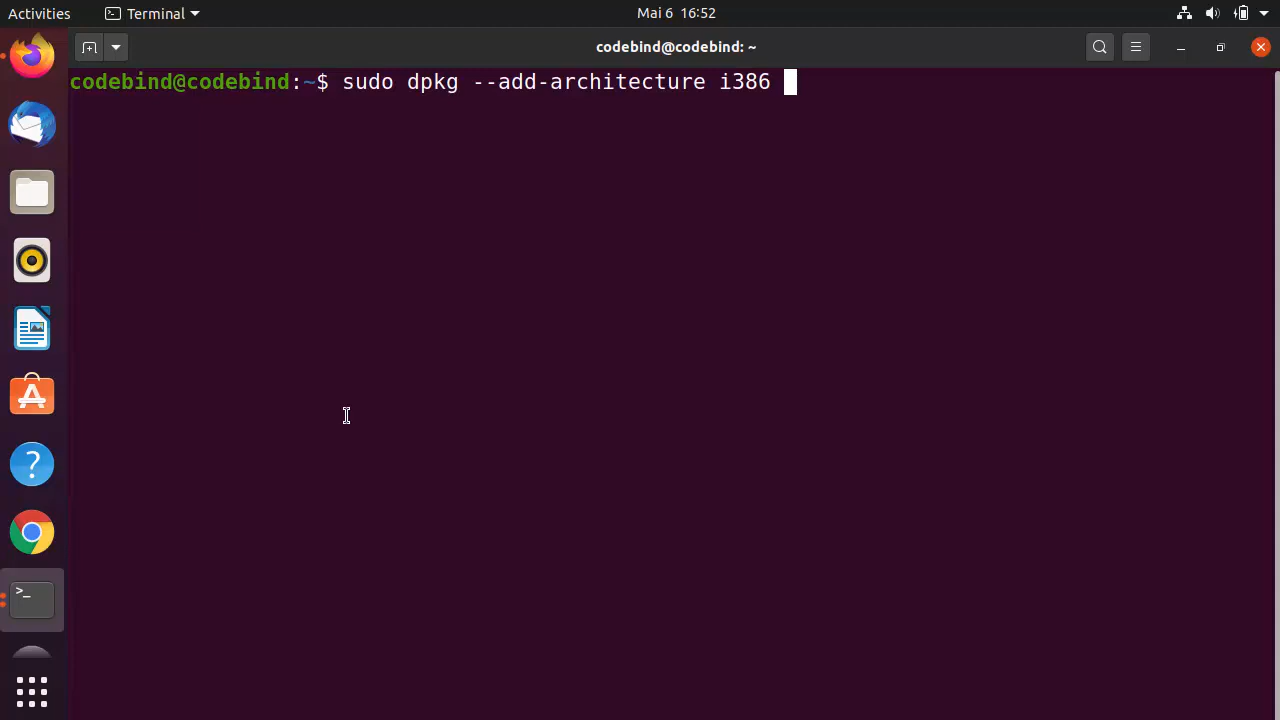 Activities
Terminal
Mai 6 16:52
codebind@codebind: ~
codebind@codebind:~$ sudo dpkg --add-architecture i386